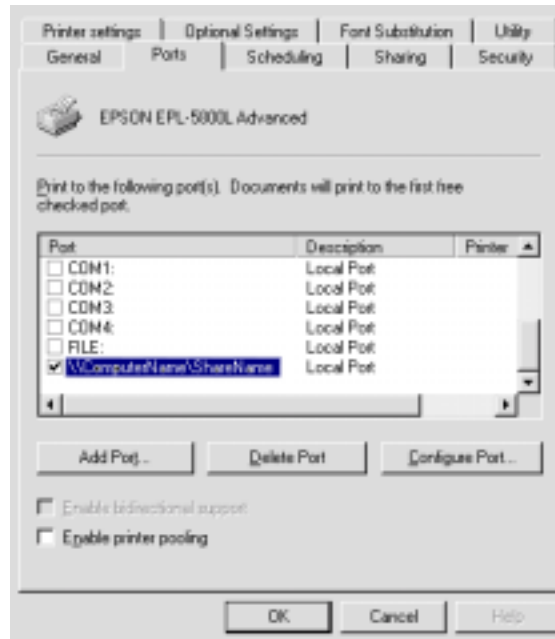 Printer settings Optional Settings Font Substitution Utility
General Ports Scheduling Sharing Security
EPSON EPL-5800L Advanced
Print to the following port(s). Documents will print to the first free
checked port.
Port Description Printer
COM1: Local Port
COM2: Local Port
COM3: Local Port
COM4: Local Port
FILE: Local Port
\\ComputerName\ShareName Local Port
Add Port... Delete Port Configure Port...
Enable bidirectional support
Enable printer pooling
OK Cancel Help